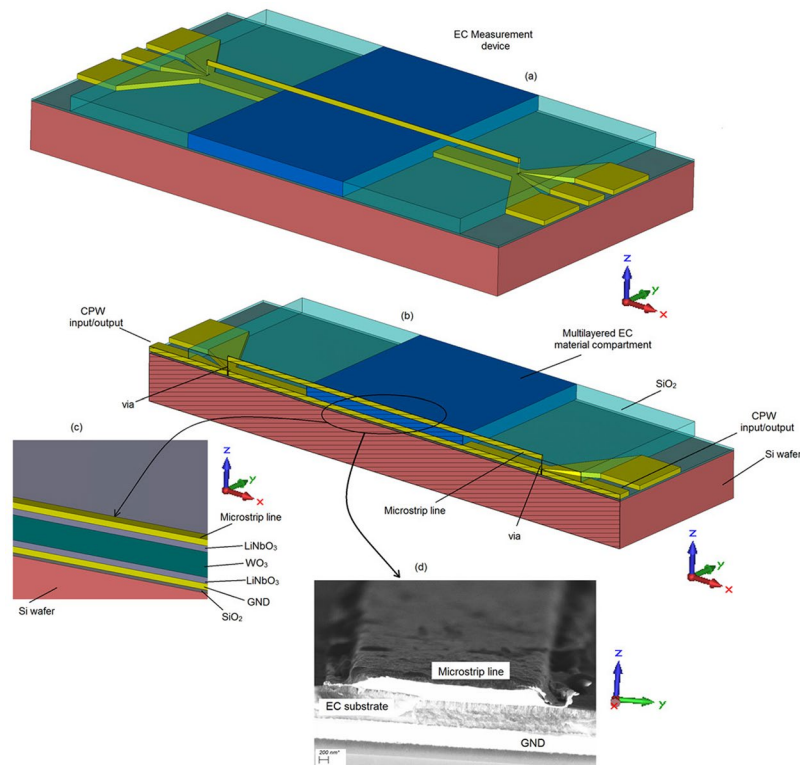 EC Measurement
device
(a)
z
y
x
(b)
CPW
input/output
Multilayered EC
material compartment
SiO₂
via
CPW
input/output
Si wafer
(c)
z
y
x
Microstrip line
via
z
y
x
Microstrip line
LiNbO₃
WO₃
LiNbO₃
GND
SiO₂
Si wafer
(d)
Microstrip line
EC substrate
GND
200 nm*
z
y
x